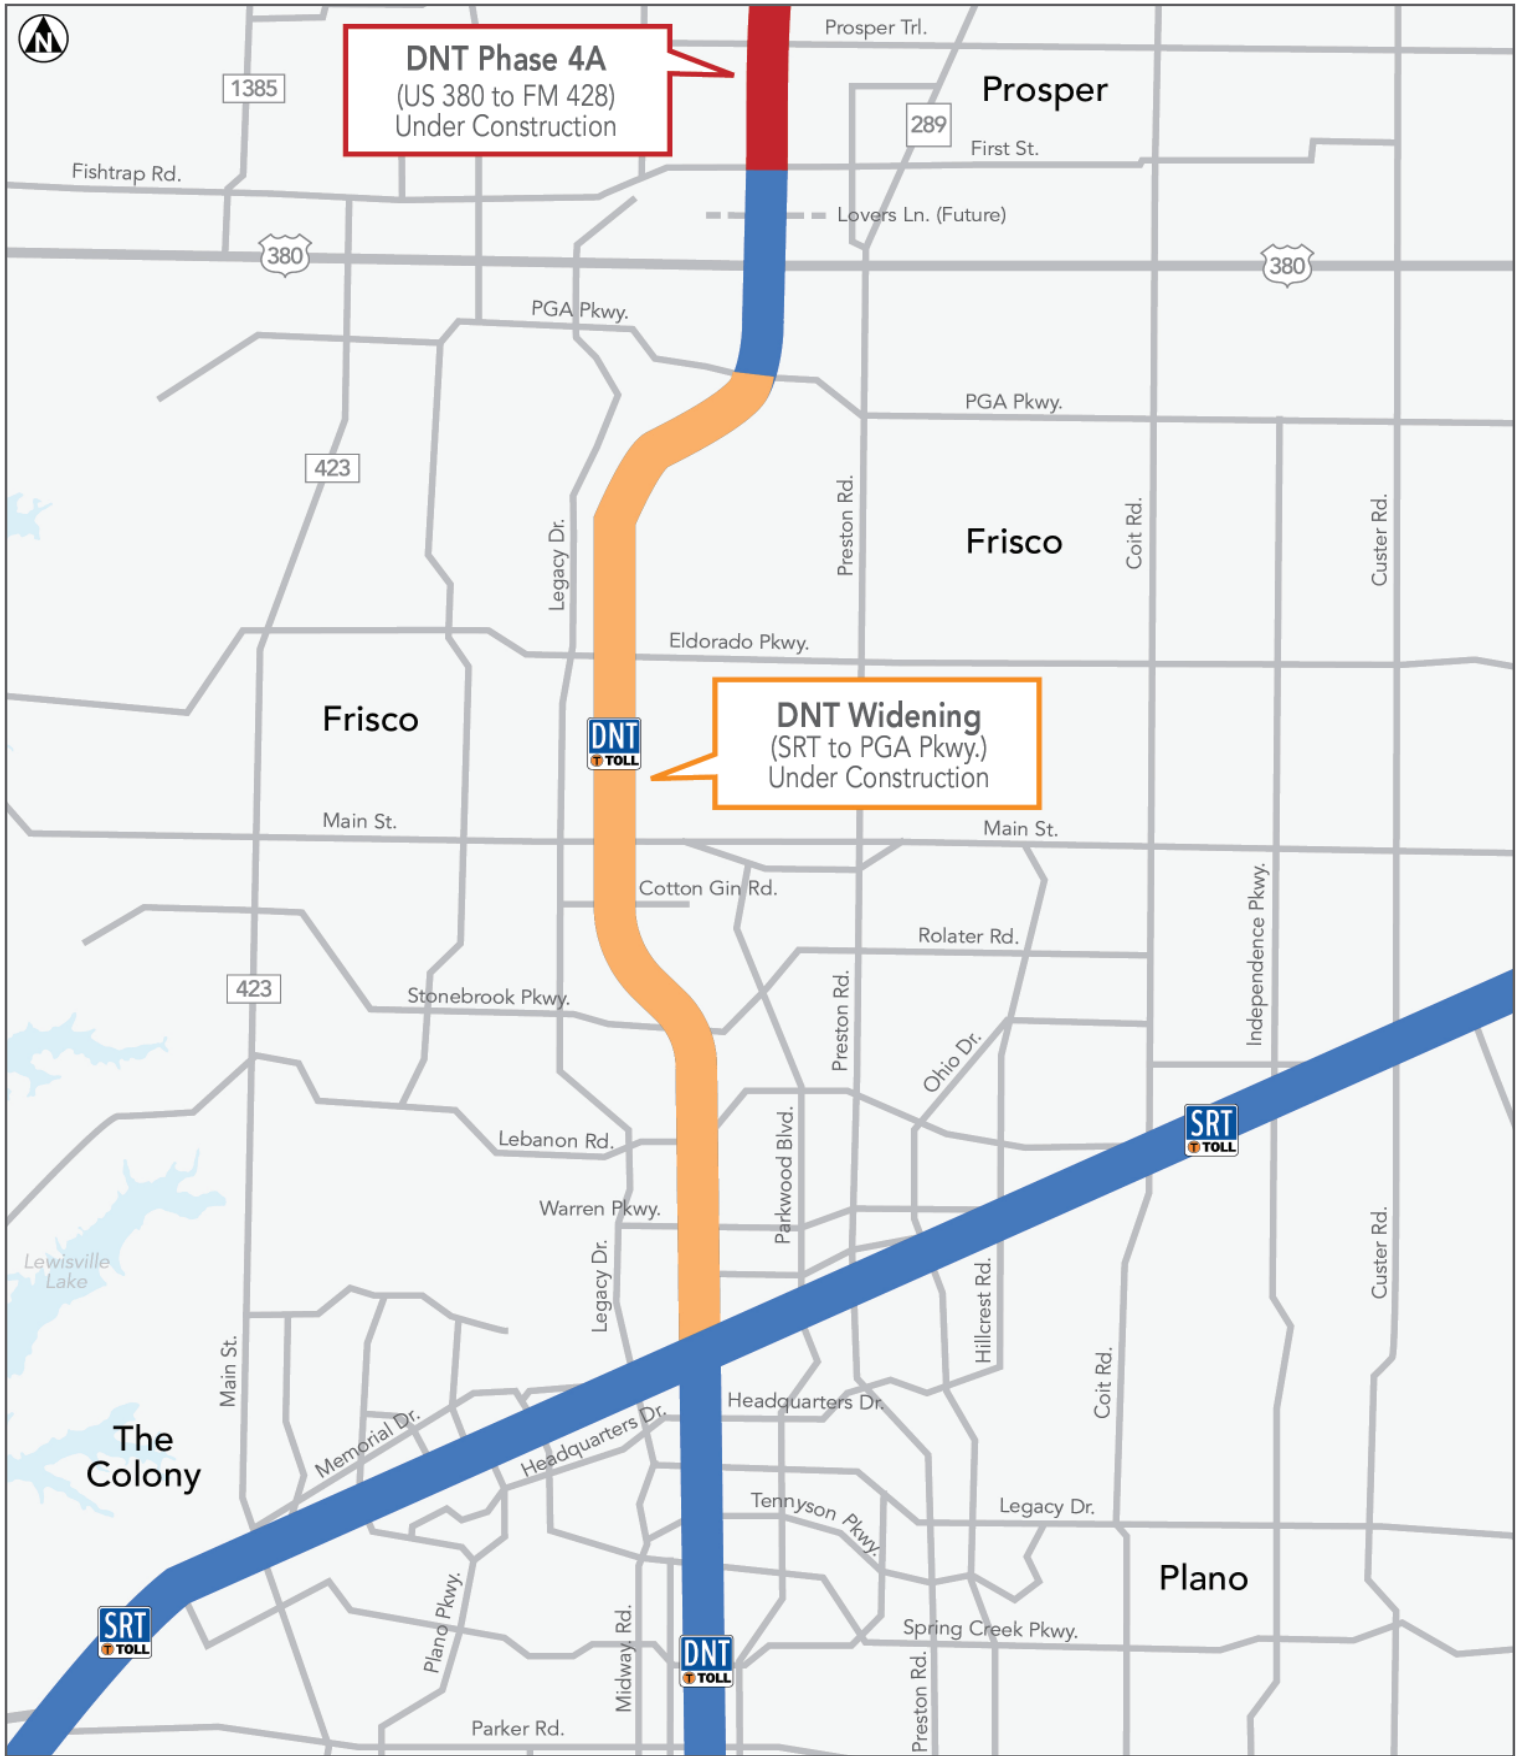 N
DNT Phase 4A
(US 380 to FM 428)
Under Construction
Prosper Trl.
1385
Prosper
289
First St.
Fishtrap Rd.
Lovers Ln. (Future)
380
380
PGA Pkwy.
PGA Pkwy.
423
Preston Rd.
Coit Rd.
Custer Rd.
Legacy Dr.
Frisco
Eldorado Pkwy.
Frisco
DNT
T TOLL
DNT Widening
(SRT to PGA Pkwy.)
Under Construction
Main St.
Main St.
Cotton Gin Rd.
Rolater Rd.
Independence Pkwy.
423
Stonebrook Pkwy.
Preston Rd.
Ohio Dr.
SRT
T TOLL
Lebanon Rd.
Parkwood Blvd.
Warren Pkwy.
Legacy Dr.
Custer Rd.
Lewisville
Lake
Hillcrest Rd.
Main St.
Coit Rd.
Headquarters Dr.
Memorial Dr.
Headquarters Dr.
The
Colony
Tennyson Pkwy.
Legacy Dr.
Plano
SRT
T TOLL
Plano Pkwy.
Midway Rd.
DNT
T TOLL
Spring Creek Pkwy.
Preston Rd.
Parker Rd.